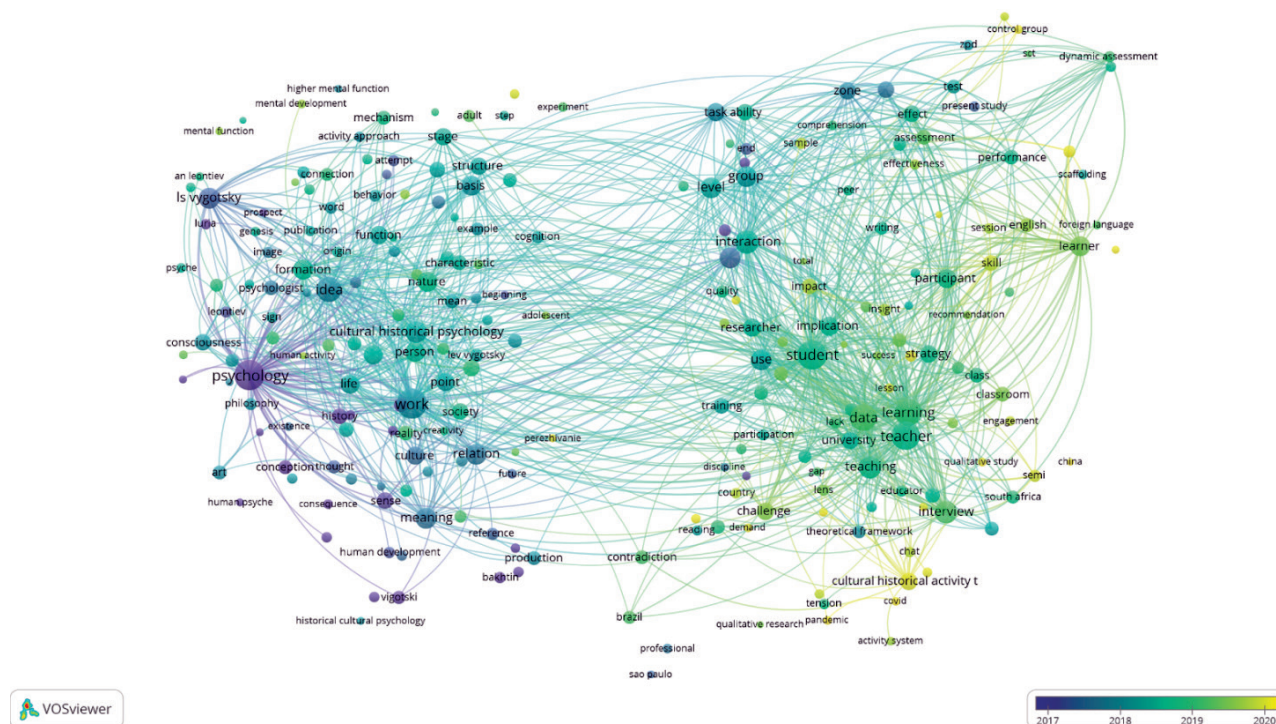 control group
zpd
sct
dynamic assessment
higher mental function
mental development
zone
test
present study
experiment
task ability
mechanism
adult
step
effect
comprehension
activity approach
stage
mental function
assessment
end
sample
attempt
structure
performance
connection
effectiveness
an leontiev
scaffolding
group
basis
peer
level
behavior
ls vygotsky
word
prospect
luria
example
english
foreign language
writing
session
genesis
publication
function
cognition
interaction
learner
image
origin
total
psyche
formation
characteristic
skill
nature
participant
psychologist
idea
impact
quality
mean
beginning
insight
leontiev
sign
adolescent
recommendation
researcher
implication
cultural historical psychology
consciousness
person
human activity
lev vygotsky
use
student
success
strategy
psychology
life
point
class
lesson
philosophy
work
classroom
training
history
society
data
learning
lack
engagement
existence
reality
creativity
participation
university
teacher
perezhivanie
culture
relation
qualitative study
china
art
conception
thought
discipline
gap
teaching
future
semi
country
lens
educator
south africa
human psyche
consequence
sense
challenge
interview
meaning
reading
demand
theoretical framework
reference
human development
production
contradiction
chat
bakhtin
cultural historical activity t
vigotski
tension
covid
historical cultural psychology
brazil
qualitative research
pandemic
activity system
professional
sao paulo
VOSviewer
2017
2018
2019
2020